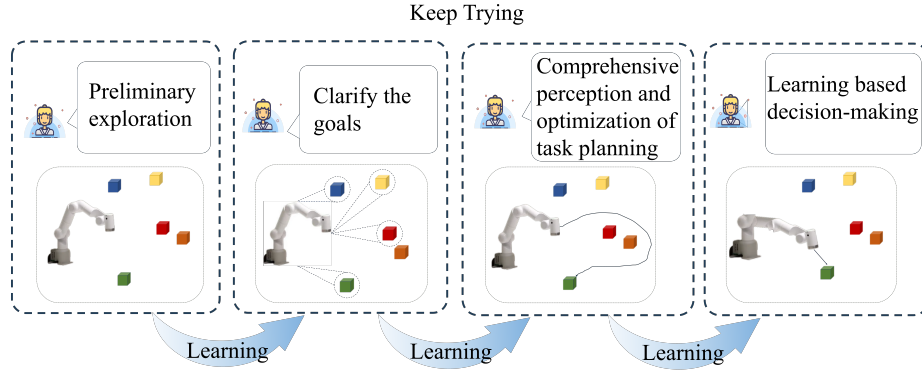 Keep Trying
Preliminary
exploration
Clarify the
goals
Comprehensive
perception and
optimization of
task planning
Learning based
decision-making
Learning
Learning
Learning